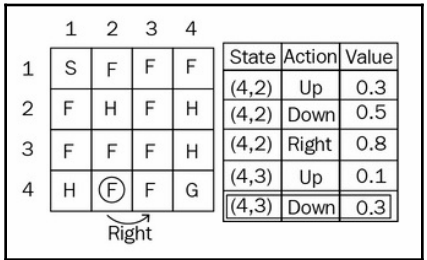 1 2 3 4
1 S F F F
2 F H F H
3 F F F H
4 H F F G
Right
State Action Value
(4,2) Up 0.3
(4,2) Down 0.5
(4,2) Right 0.8
(4,3) Up 0.1
(4,3) Down 0.3